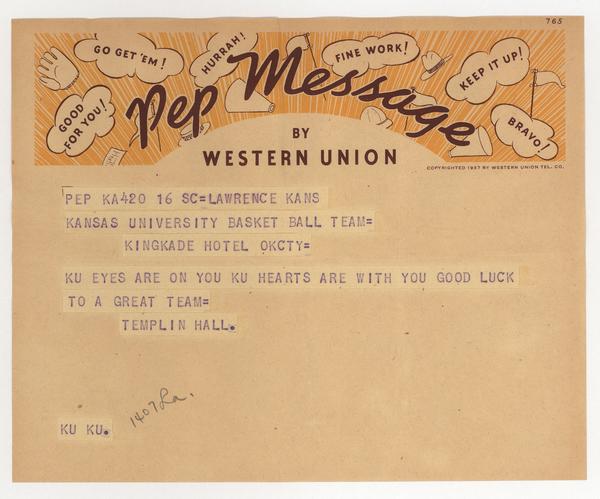 765
GO GET 'EM!
HURRAH!
FINE WORK!
KEEP IT UP!
GOOD FOR YOU!
BRAVO!
Pep Message
BY
WESTERN UNION
COPYRIGHTED 1937 BY WESTERN UNION TEL. CO.
PEP KA420 16 SC=LAWRENCE KANS
KANSAS UNIVERSITY BASKET BALL TEAM=
KINGKADE HOTEL OKCTY=
KU EYES ARE ON YOU KU HEARTS ARE WITH YOU GOOD LUCK
TO A GREAT TEAM=
TEMPLIN HALL.
KU KU.